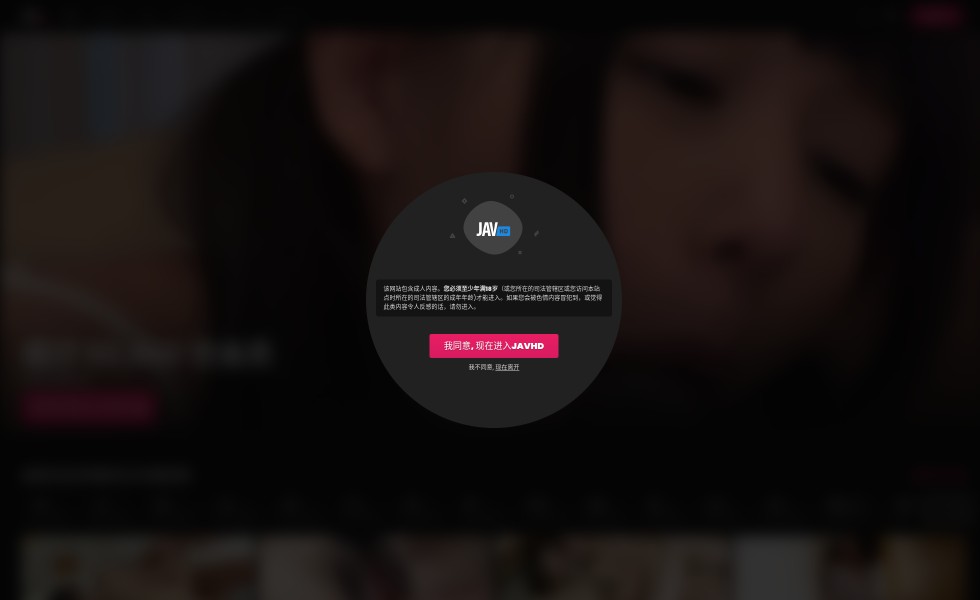 JAV HD
该网站包含成人内容。您必须至少年满18岁（或您所在的司法管辖区或您访问本站
点时所在的司法管辖区的成年年龄)才能进入。如果您会被色情内容冒犯到，或觉得
此类内容令人反感的话，请勿进入。
我同意, 现在进入JAVHD
我不同意, 现在离开